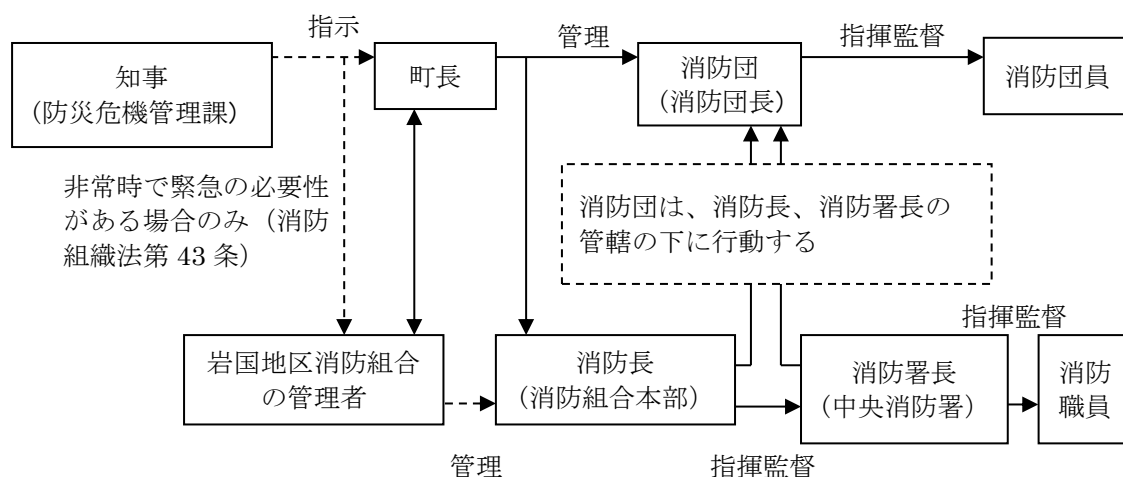 指示
管理
指揮監督
知事
（防災危機管理課）
町長
消防団
（消防団長）
消防団員
非常時で緊急の必要性
がある場合のみ（消防
組織法第 43 条）
消防団は、消防長、消防署長の
管轄の下に行動する
指揮監督
岩国地区消防組合
の管理者
消防長
（消防組合本部）
消防署長
（中央消防署）
消防
職員
管理
指揮監督